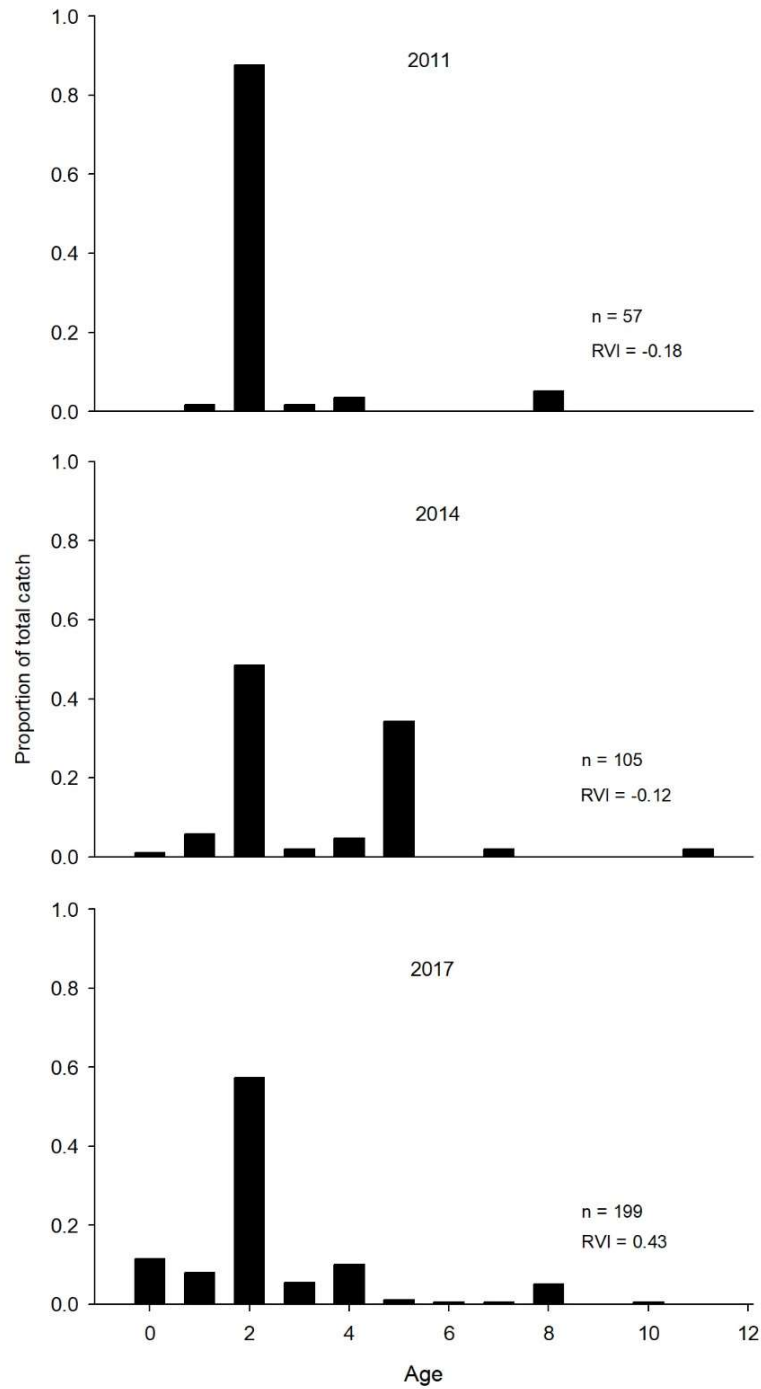 1.0
2011
0.8
0.6
0.4
n = 57
0.2
RVI = -0.18
0.0
1.0
2014
0.8
0.6
Proportion of total catch
0.4
n = 105
0.2
RVI = -0.12
0.0
1.0
2017
0.8
0.6
0.4
n = 199
0.2
RVI = 0.43
0.0
0 2 4 6 8 10 12
Age